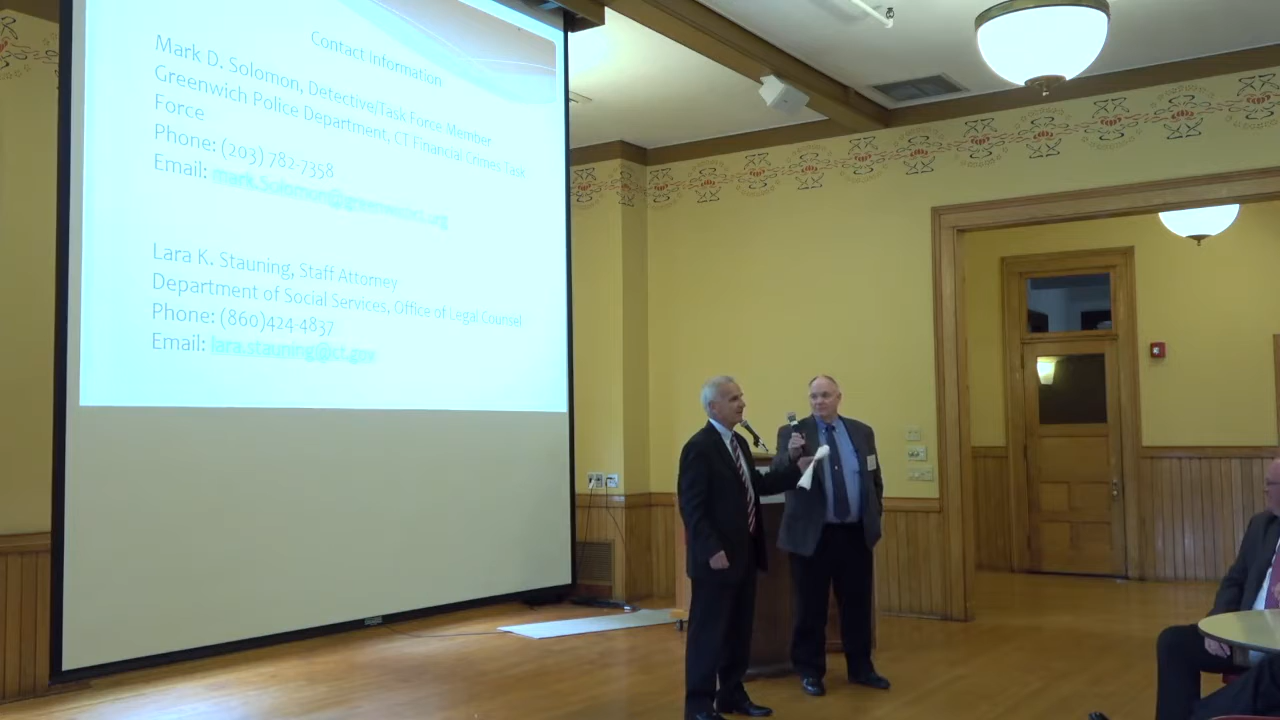 Contact Information
Mark D. Solomon, Detective/Task Force Member
Greenwich Police Department, CT Financial Crimes Task
Force
Phone: (203) 782-7358
Email:
Lara K. Stauning, Staff Attorney
Department of Social Services, Office of Legal Counsel
Phone: (860)424-4837
Email: lara.stauning@ct.gov